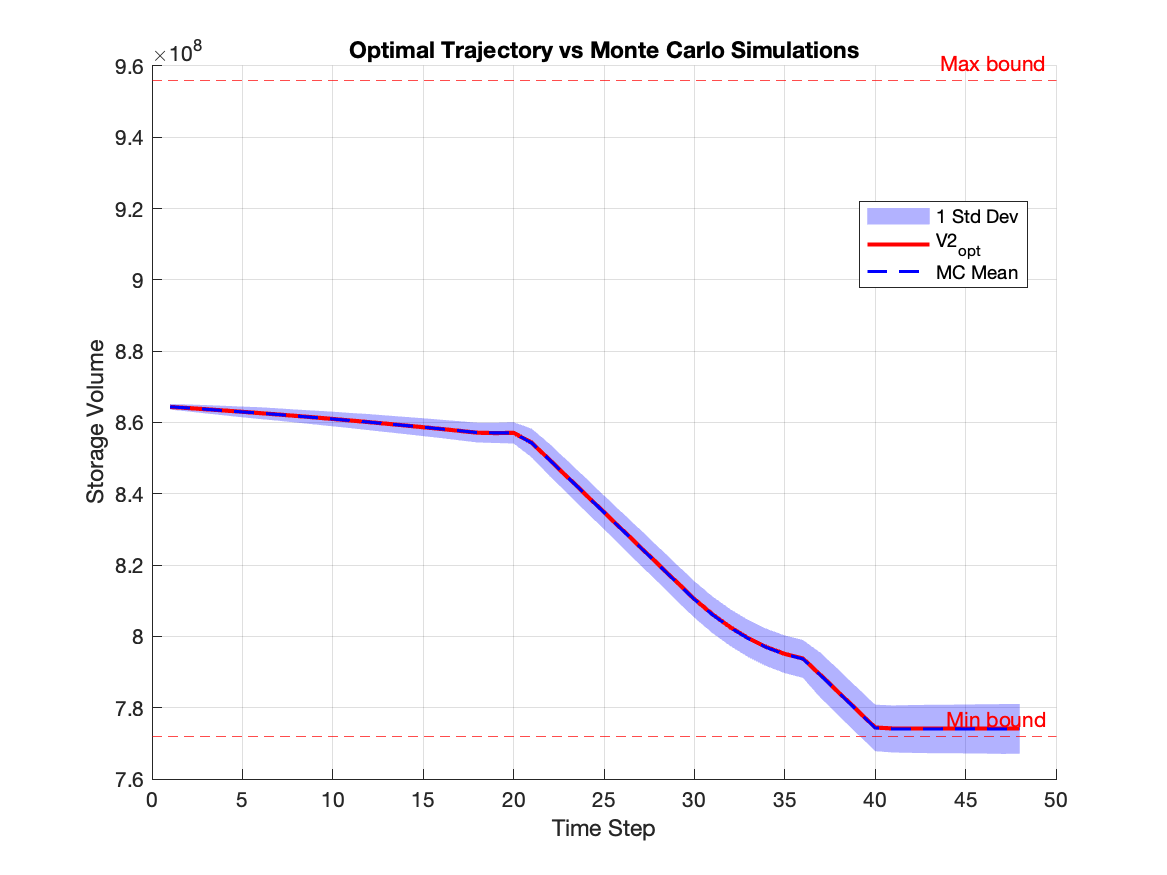 Optimal Trajectory vs Monte Carlo Simulations
×10^8
9.6
9.4
9.2
9
8.8
8.6
8.4
8.2
8
7.8
7.6
Storage Volume
Max bound
1 Std Dev
V2_opt
MC Mean
Min bound
0 5 10 15 20 25 30 35 40 45 50
Time Step